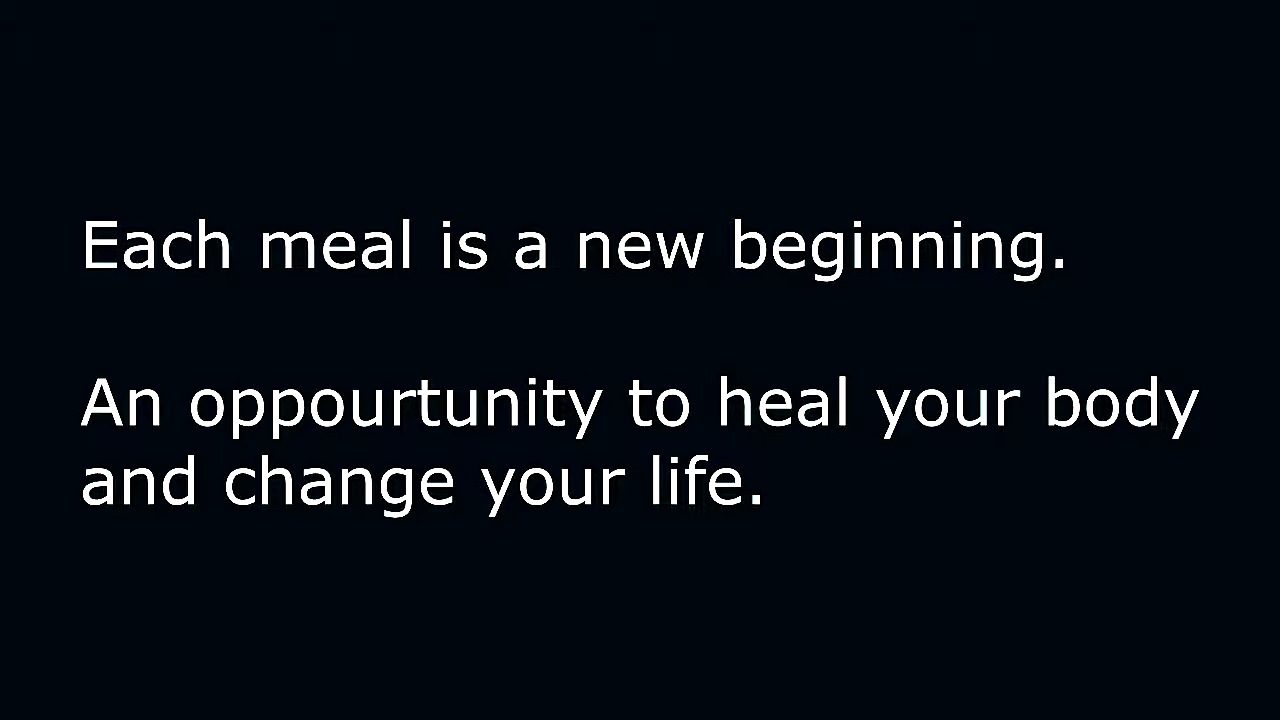 Each meal is a new beginning.
An oppourtunity to heal your body
and change your life.